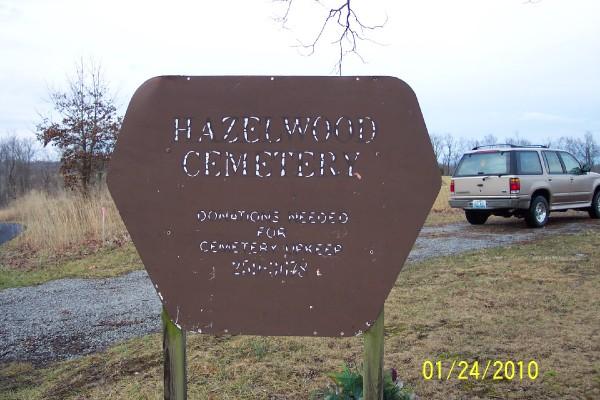 HAZELWOOD
CEMETERY
DONATIONS NEEDED
FOR
CEMETERY UPKEEP
01/24/2010